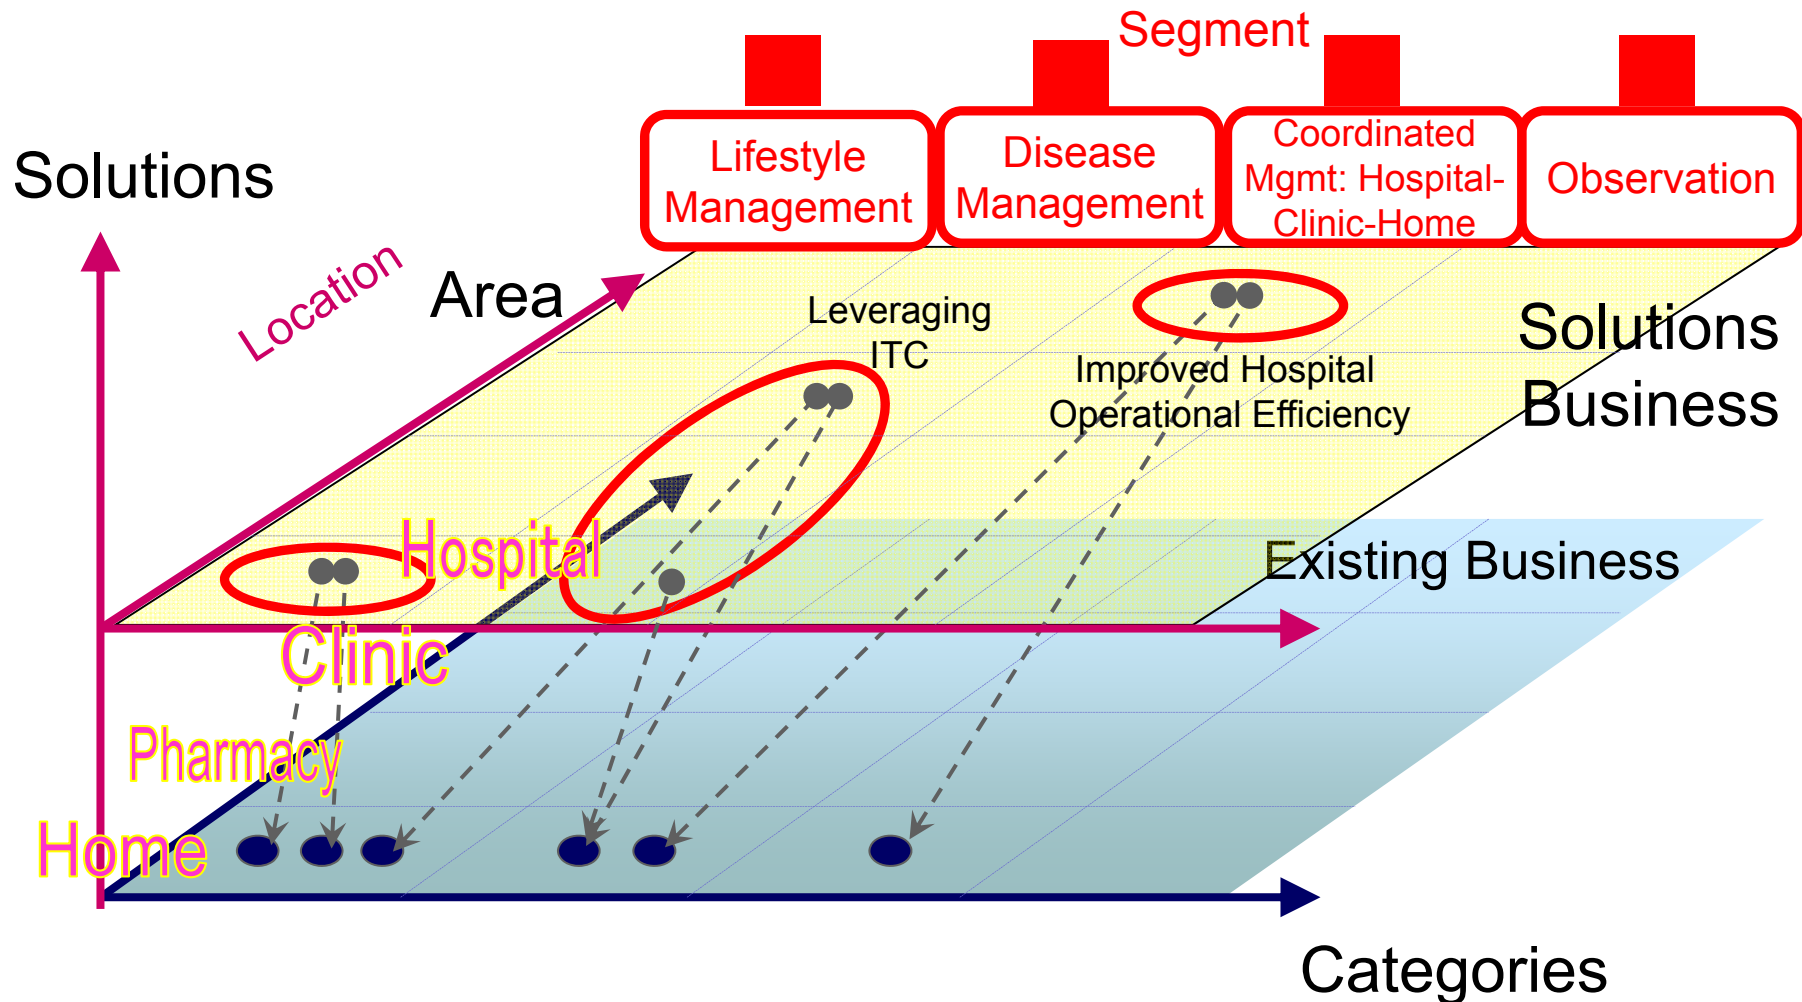 Segment
Lifestyle
Management
Disease
Management
Coordinated
Mgmt: Hospital-
Clinic-Home
Observation
Solutions
Location
Area
Leveraging
ITC
Improved Hospital
Operational Efficiency
Solutions
Business
Hospital
Existing Business
Clinic
Pharmacy
Home
Categories